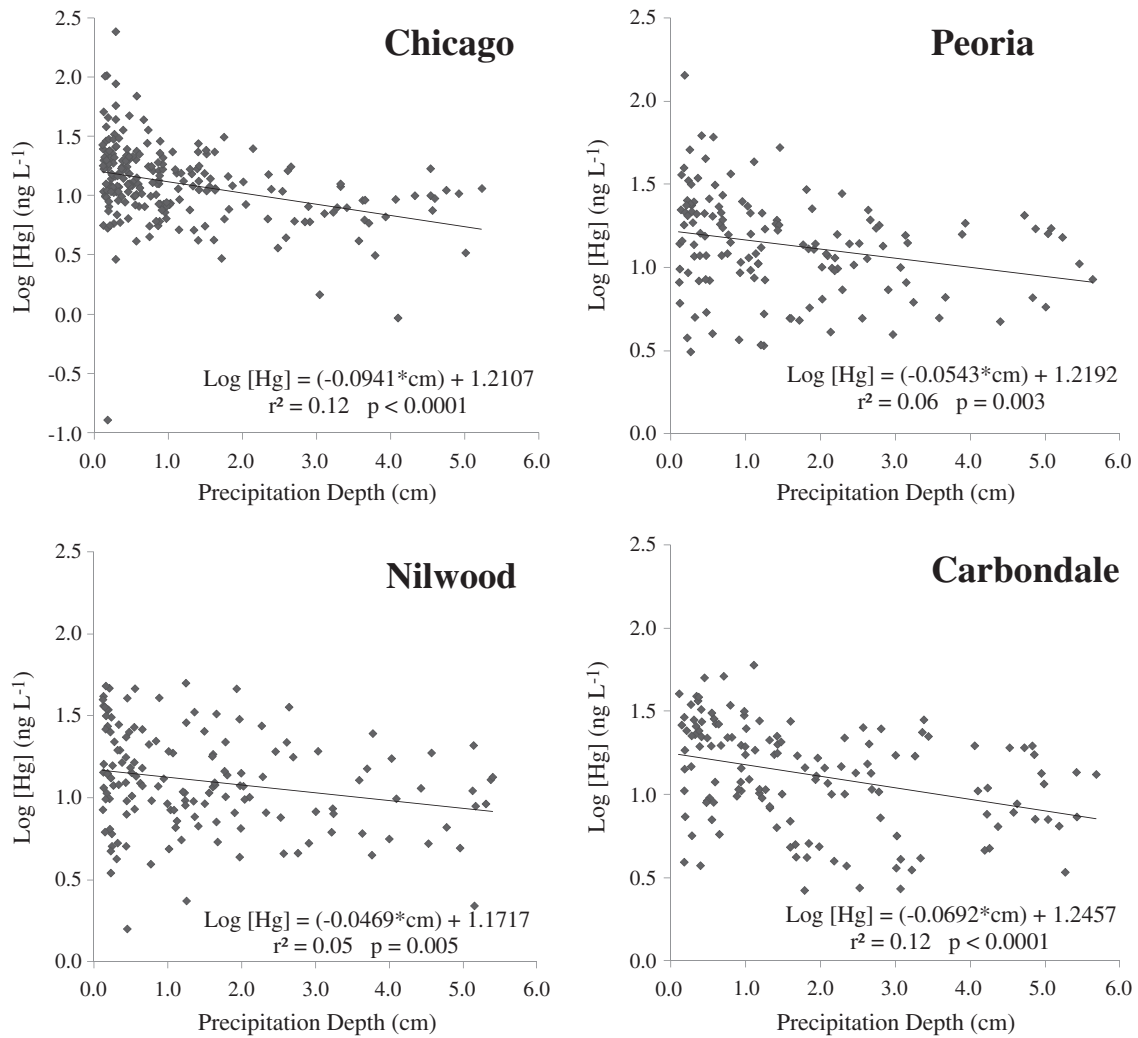 Chicago
2.5
2.0
1.5
1.0
0.5
0.0
-0.5
-1.0
Log [Hg] (ng L⁻¹)
Log [Hg] = (-0.0941*cm) + 1.2107
r² = 0.12 p < 0.0001
0.0 1.0 2.0 3.0 4.0 5.0 6.0
Precipitation Depth (cm)
Peoria
2.5
2.0
1.5
1.0
0.5
0.0
Log [Hg] (ng L⁻¹)
Log [Hg] = (-0.0543*cm) + 1.2192
r² = 0.06 p = 0.003
0.0 1.0 2.0 3.0 4.0 5.0 6.0
Precipitation Depth (cm)
Nilwood
2.5
2.0
1.5
1.0
0.5
0.0
Log [Hg] (ng L⁻¹)
Log [Hg] = (-0.0469*cm) + 1.1717
r² = 0.05 p = 0.005
0.0 1.0 2.0 3.0 4.0 5.0 6.0
Precipitation Depth (cm)
Carbondale
2.5
2.0
1.5
1.0
0.5
0.0
Log [Hg] (ng L⁻¹)
Log [Hg] = (-0.0692*cm) + 1.2457
r² = 0.12 p < 0.0001
0.0 1.0 2.0 3.0 4.0 5.0 6.0
Precipitation Depth (cm)